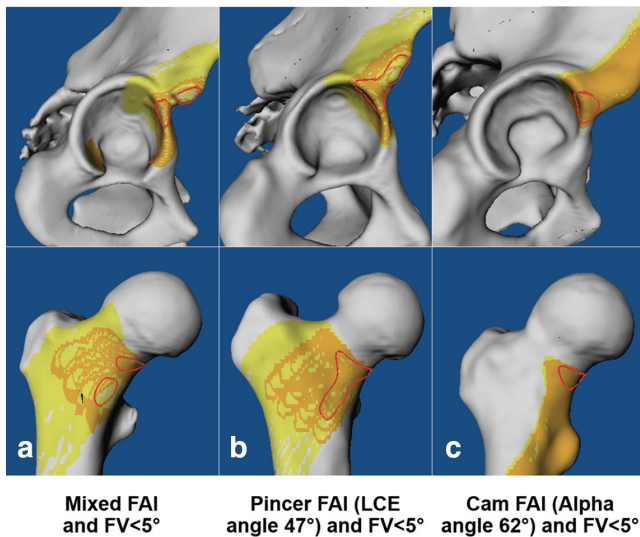 a
b
c
Mixed FAI
and FV<5°
Pincer FAI (LCE
angle 47°) and FV<5°
Cam FAI (Alpha
angle 62°) and FV<5°